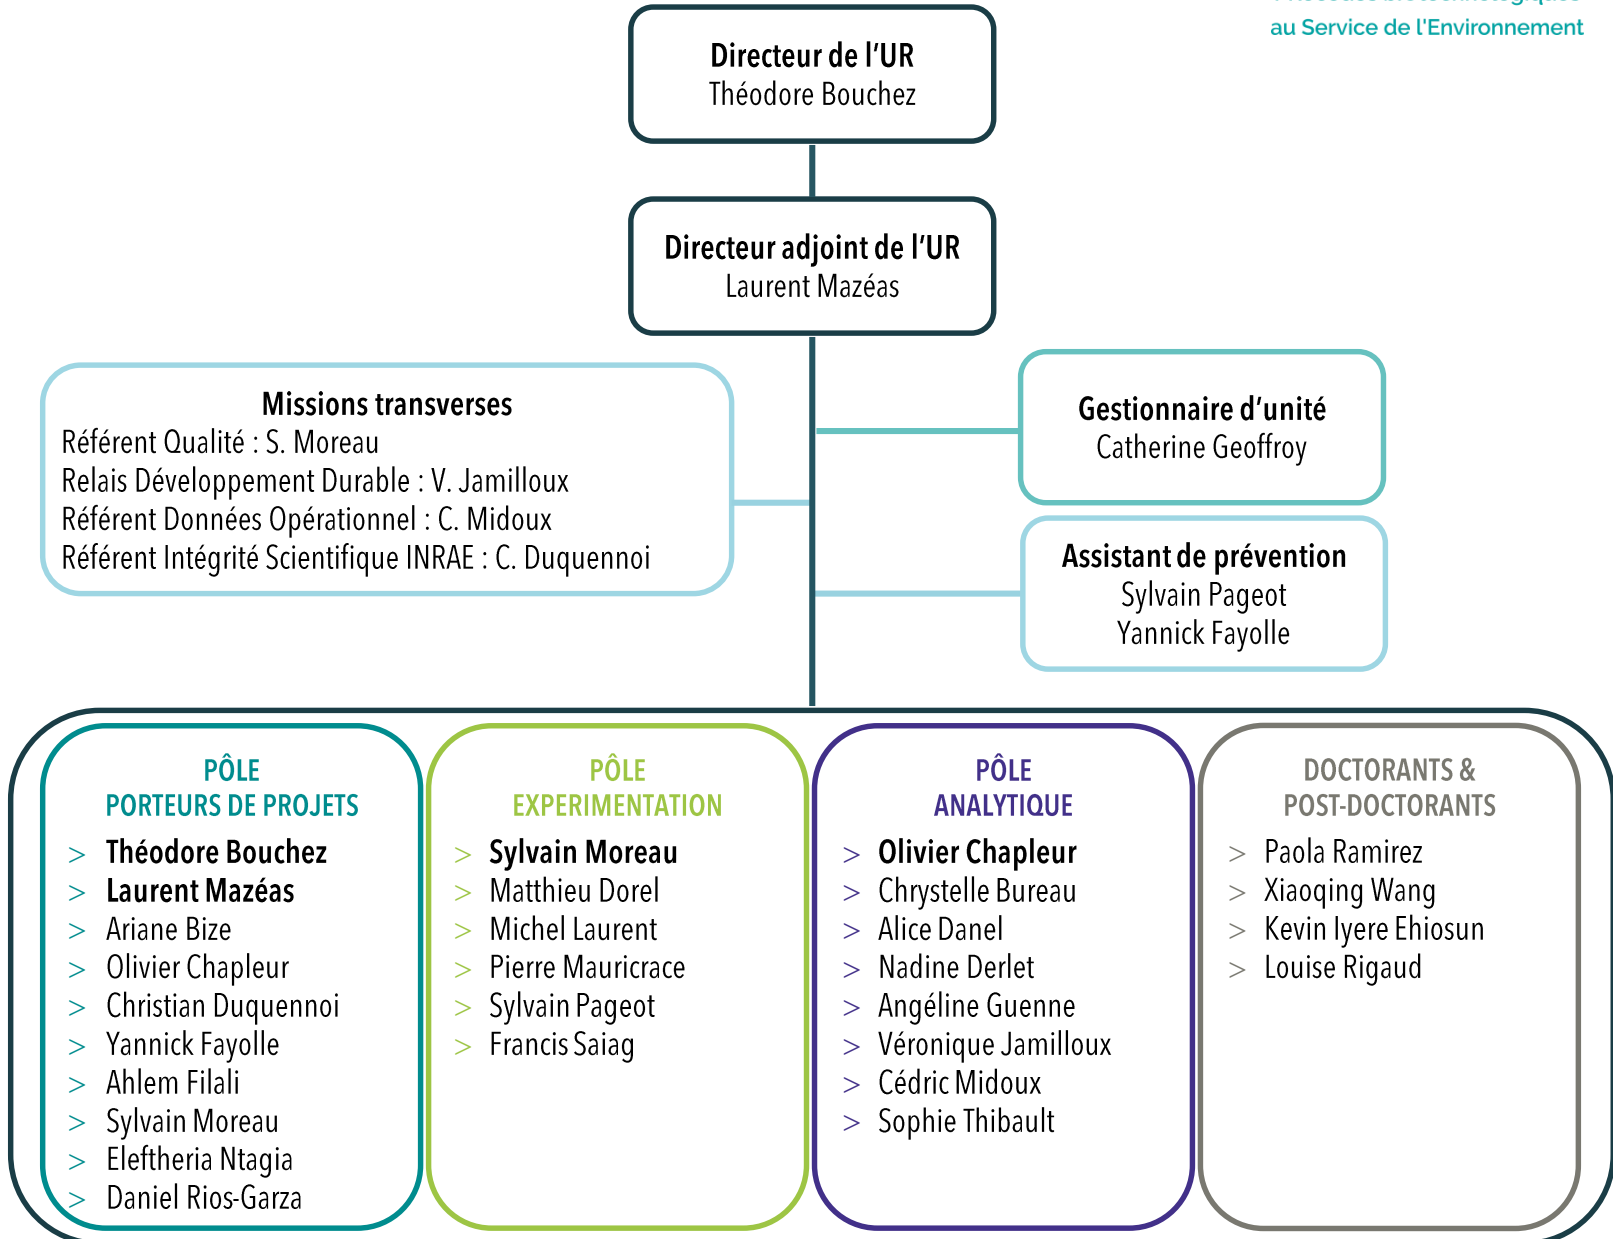 au Service de l'Environnement
Directeur de l'UR
Théodore Bouchez
Directeur adjoint de l'UR
Laurent Mazéas
Missions transverses
Référent Qualité : S. Moreau
Relais Développement Durable : V. Jamilloux
Référent Données Opérationnel : C. Midoux
Référent Intégrité Scientifique INRAE : C. Duquennoi
Gestionnaire d'unité
Catherine Geoffroy
Assistant de prévention
Sylvain Pageot
Yannick Fayolle
PÔLE
PORTEURS DE PROJETS
> Théodore Bouchez
> Laurent Mazéas
> Ariane Bize
> Olivier Chapleur
> Christian Duquennoi
> Yannick Fayolle
> Ahlem Filali
> Sylvain Moreau
> Eleftheria Ntagia
> Daniel Rios-Garza
PÔLE
EXPERIMENTATION
> Sylvain Moreau
> Matthieu Dorel
> Michel Laurent
> Pierre Mauricrace
> Sylvain Pageot
> Francis Saiag
PÔLE
ANALYTIQUE
> Olivier Chapleur
> Chrystelle Bureau
> Alice Danel
> Nadine Derlet
> Angéline Guenne
> Véronique Jamilloux
> Cédric Midoux
> Sophie Thibault
DOCTORANTS &
POST-DOCTORANTS
> Paola Ramirez
> Xiaoqing Wang
> Kevin Iyere Ehiosun
> Louise Rigaud